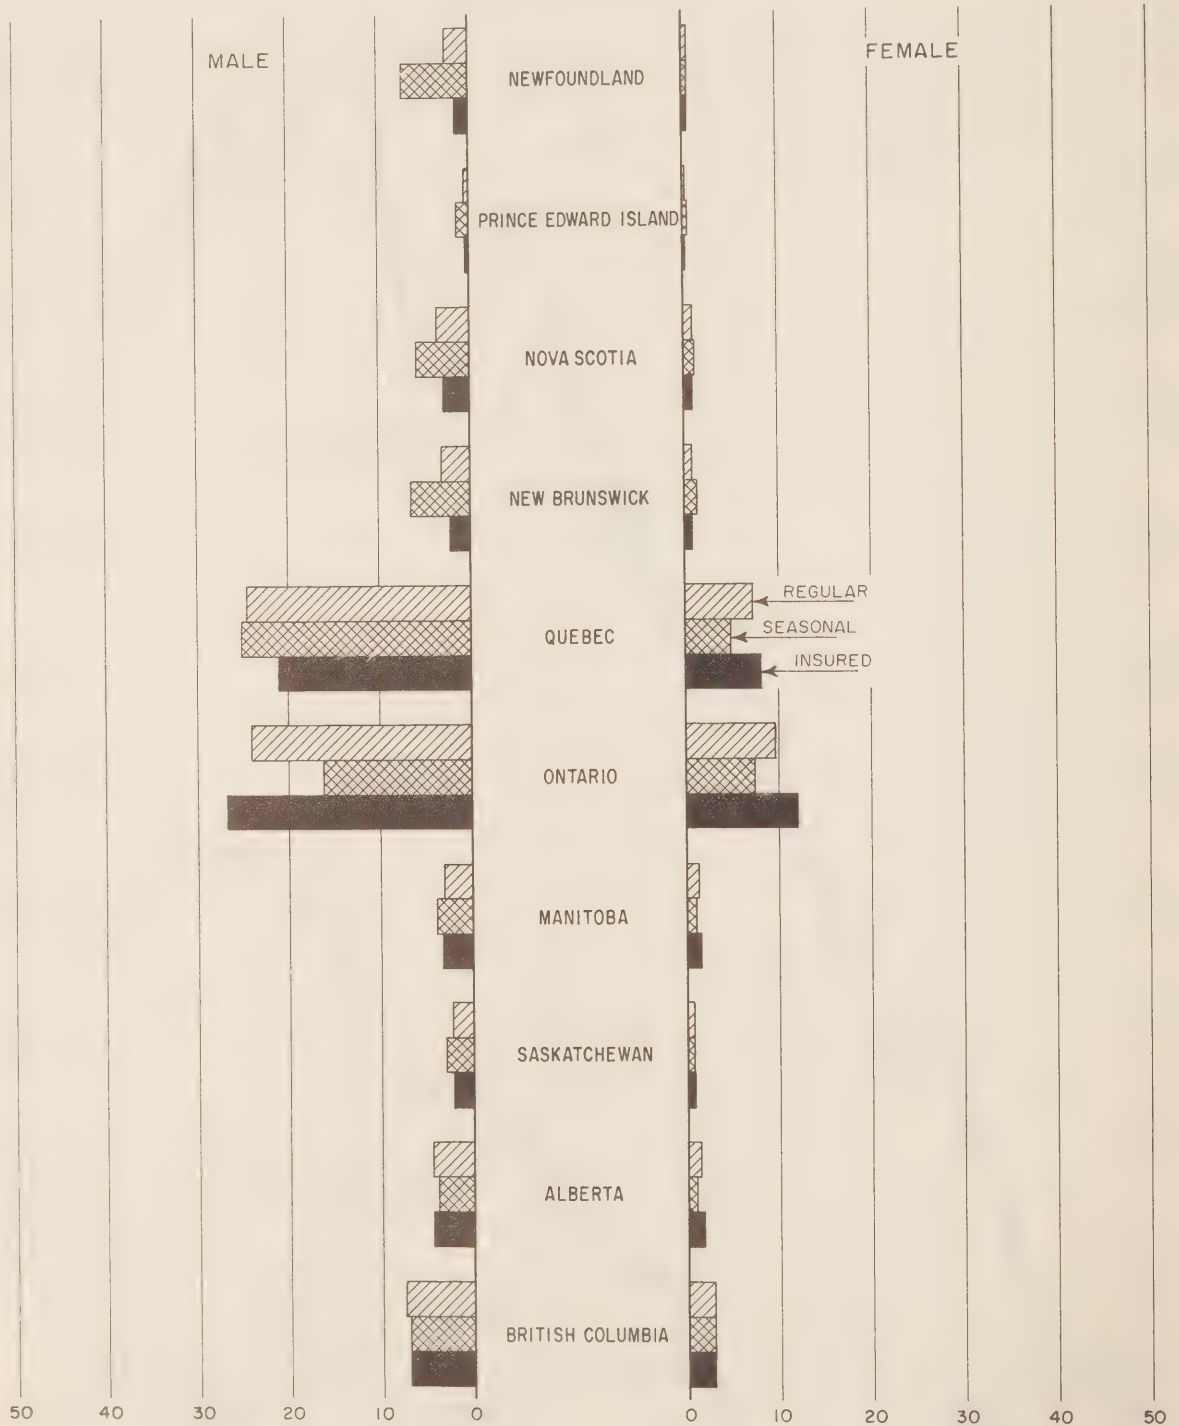 MALE
FEMALE
NEWFOUNDLAND
PRINCE EDWARD ISLAND
NOVA SCOTIA
NEW BRUNSWICK
REGULAR
SEASONAL
QUEBEC
INSURED
ONTARIO
MANITOBA
SASKATCHEWAN
ALBERTA
BRITISH COLUMBIA
50 40 30 20 10 0 0 10 20 30 40 50